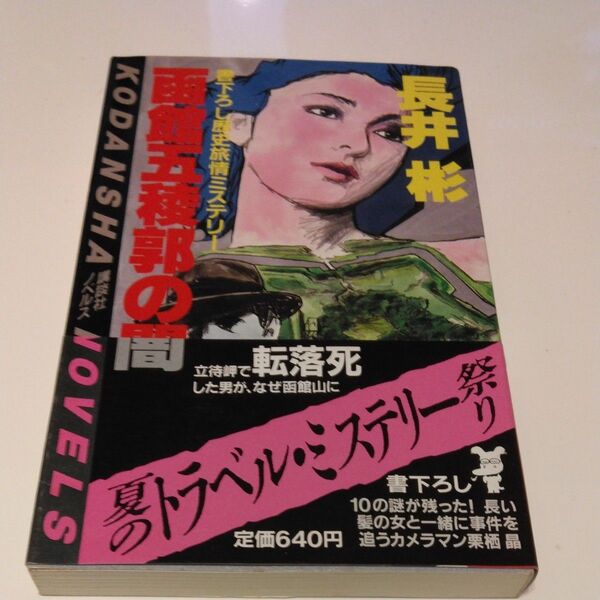 KODANSHA NOVELS
講談社
ノベルス
長井 彬
書下ろし歴史旅情ミステリー
函館五稜郭の闇
立待岬で転落死
した男が、なぜ函館山に
夏のトラベル・ミステリー祭り
書下ろし
10の謎が残った! 長い
髪の女と一緒に事件を
追うカメラマン栗栖 晶
定価640円